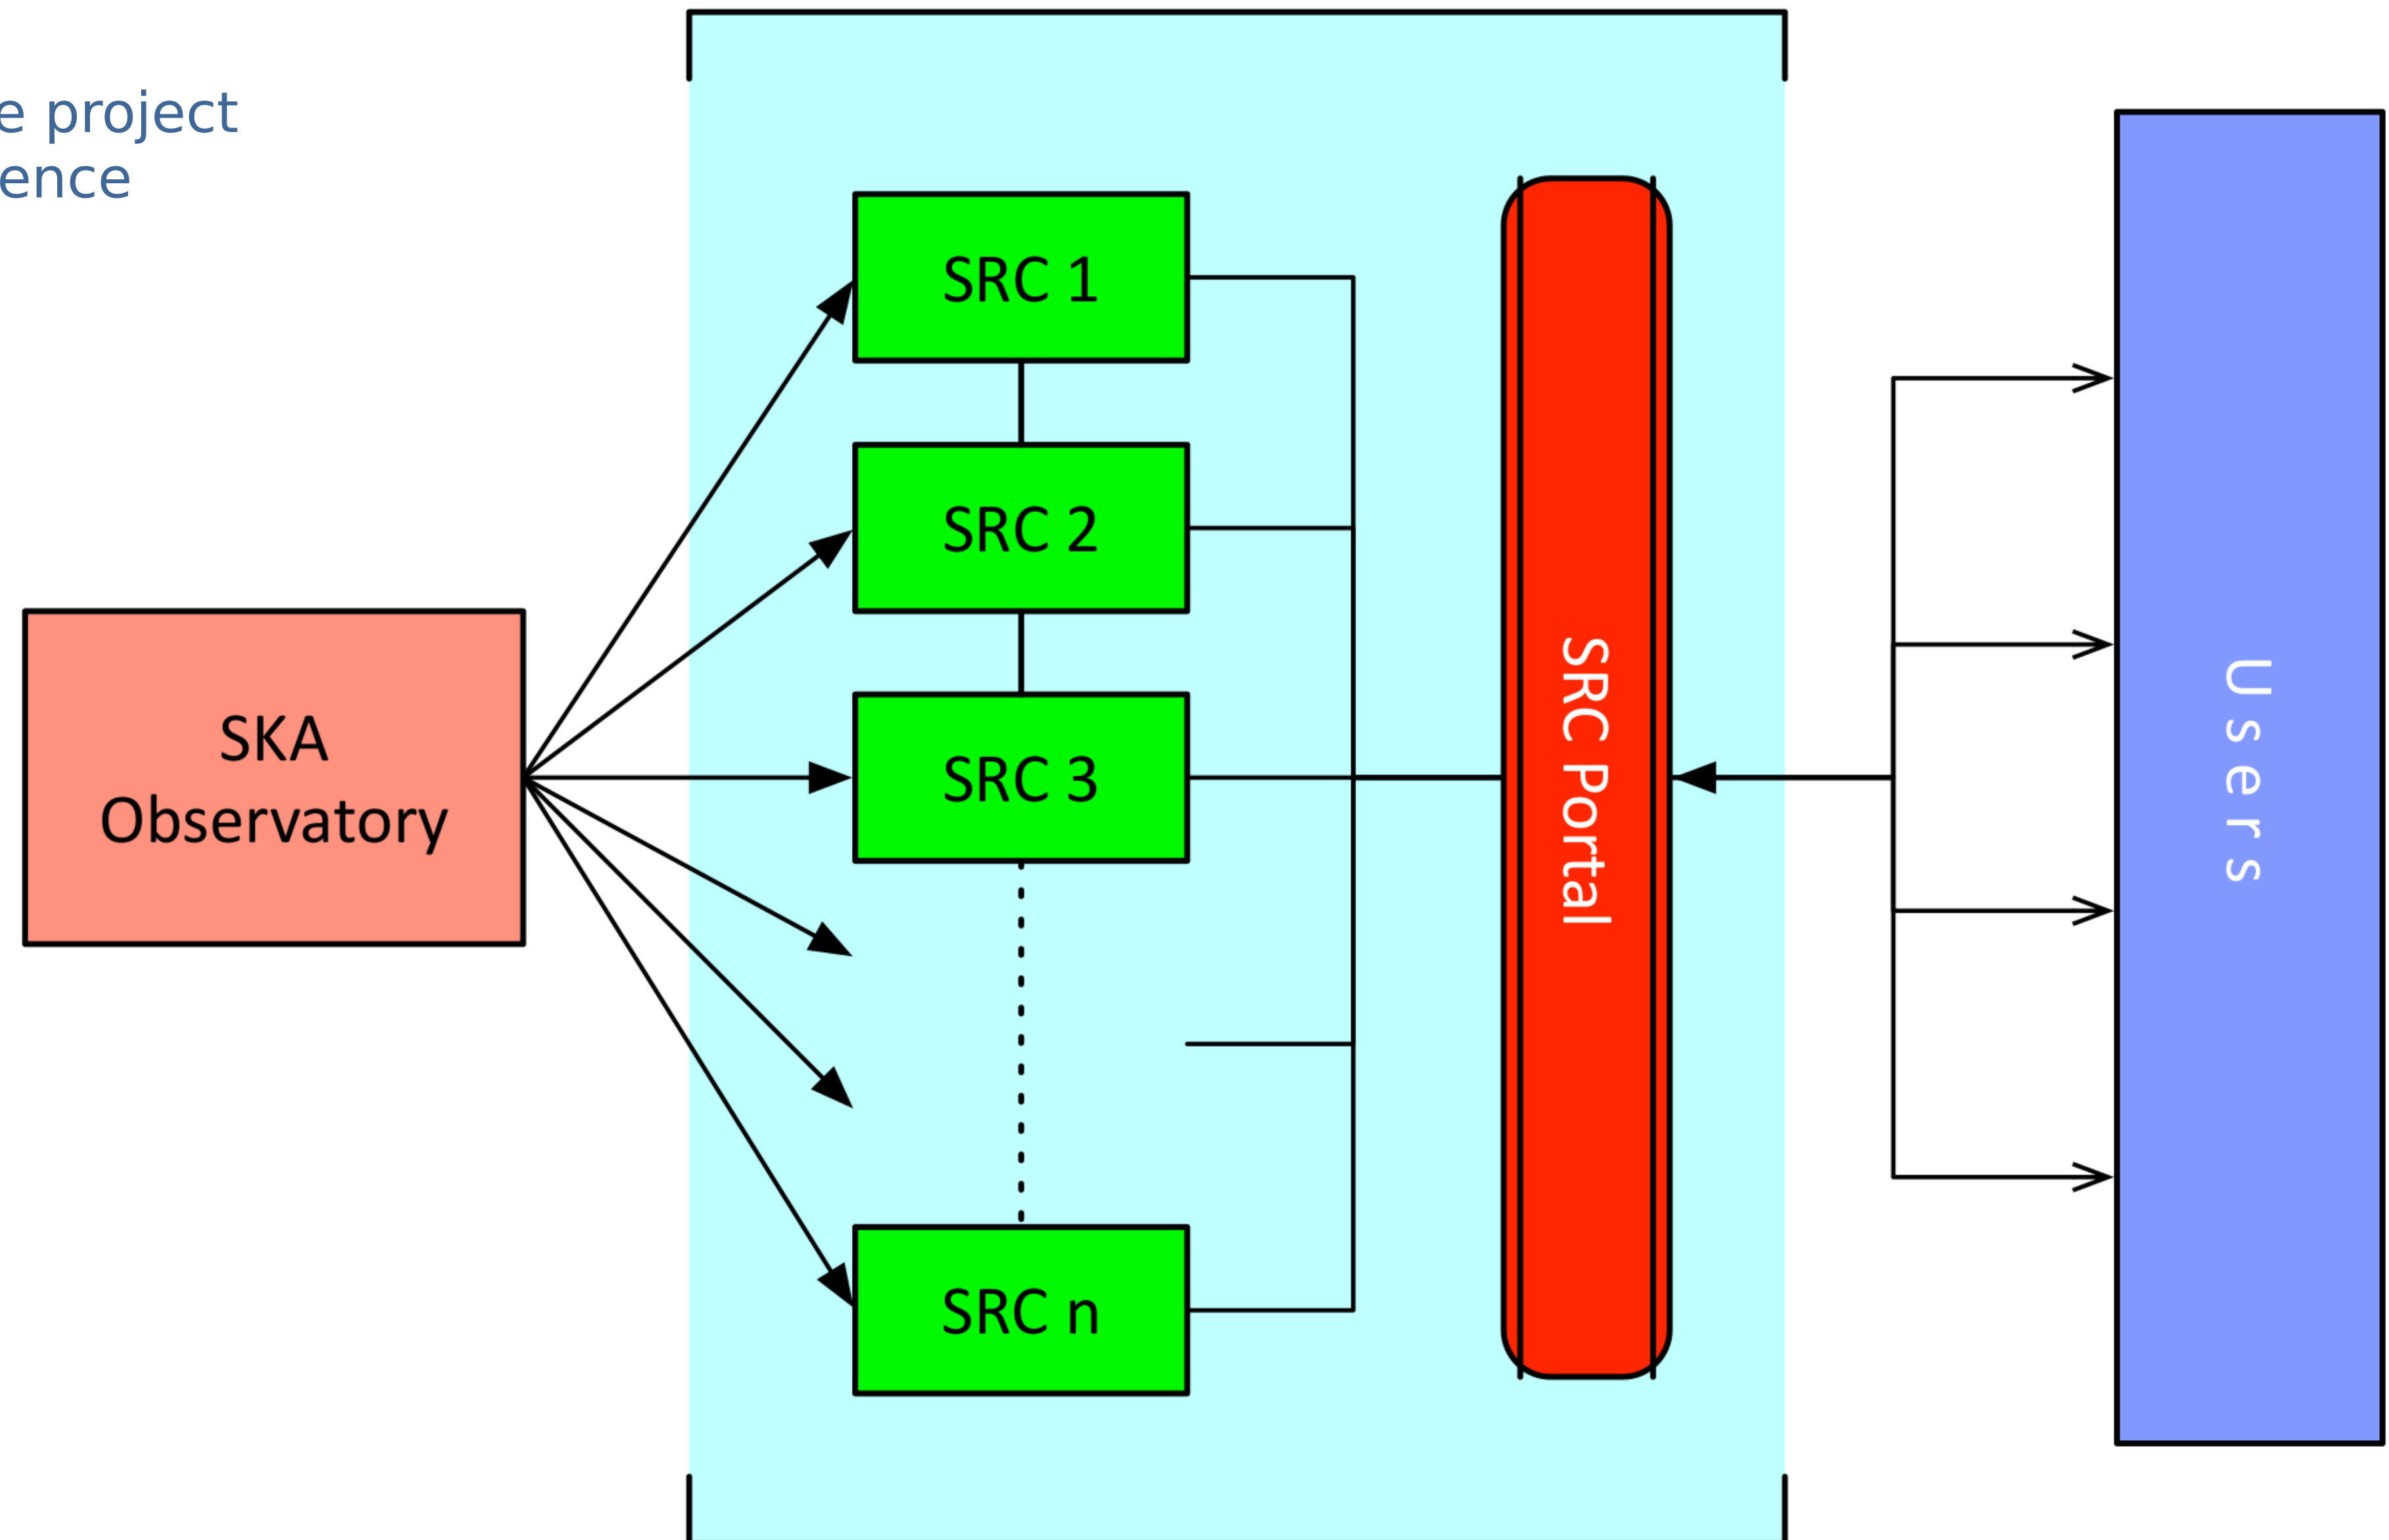 e project
ence
SRC 1
SRC 2
SKA
Observatory
SRC 3
SRC n
SRC Portal
Users